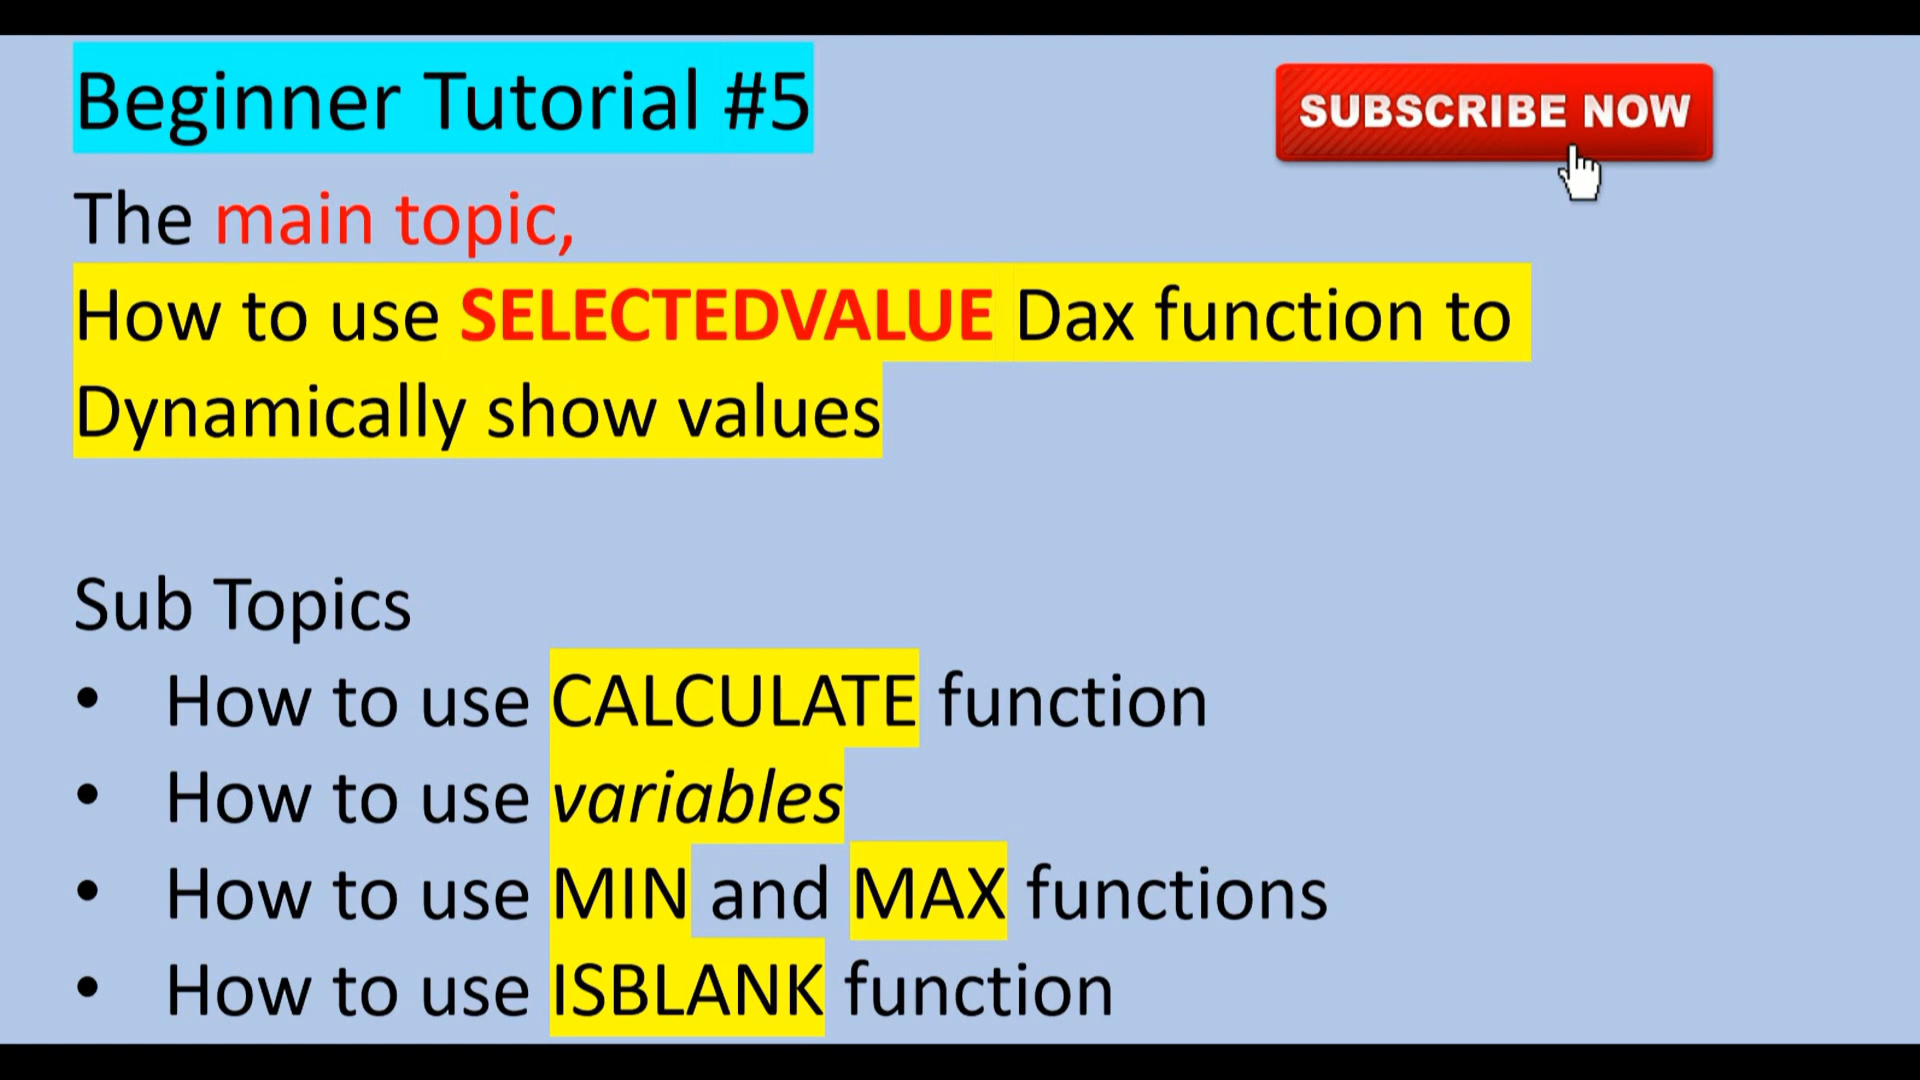 Beginner Tutorial #5
SUBSCRIBE NOW
The main topic,
How to use SELECTEDVALUE Dax function to
Dynamically show values
Sub Topics
• How to use CALCULATE function
• How to use variables
• How to use MIN and MAX functions
• How to use ISBLANK function